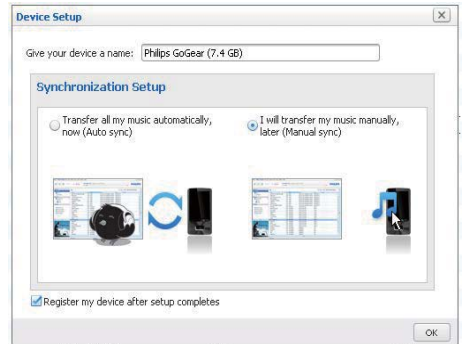 Device Setup
Give your device a name: Philips GoGear (7.4 GB)
Synchronization Setup
Transfer all my music automatically,
now (Auto sync)
I will transfer my music manually,
later (Manual sync)
Register my device after setup completes
OK